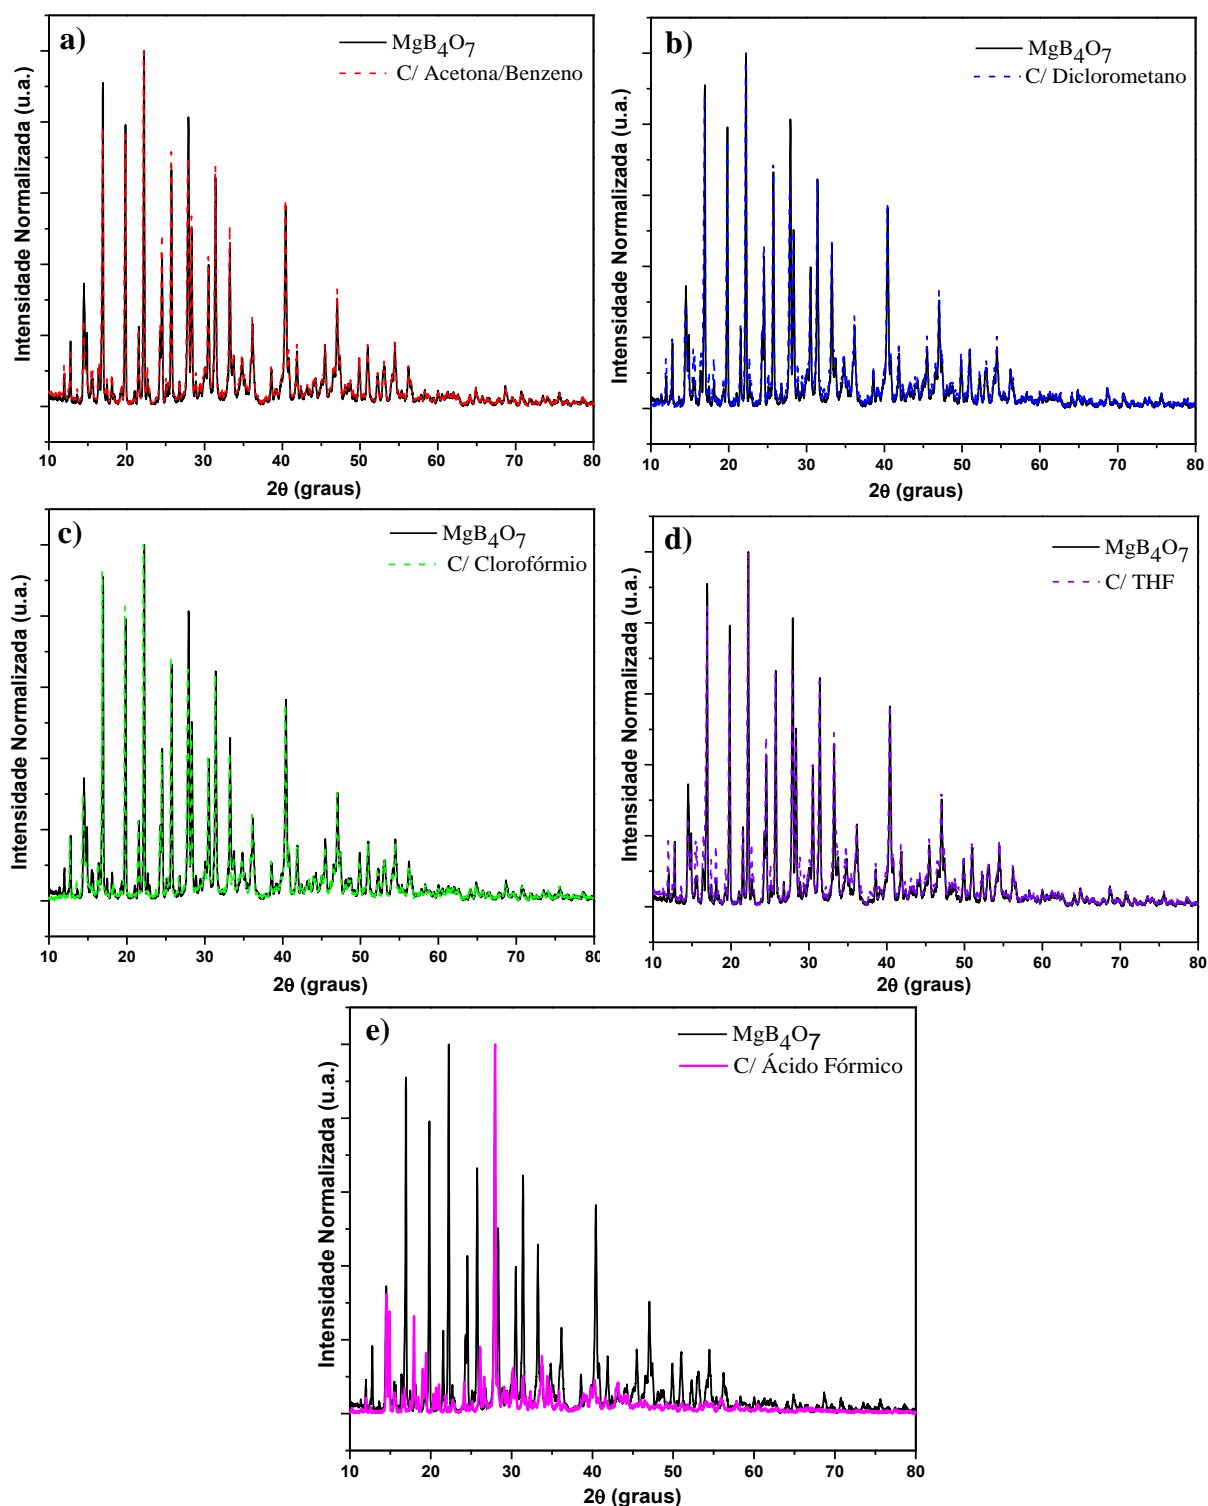 a)
MgB4O7
C/ Acetona/Benzeno
Intensidade Normalizada (u.a.)
10 20 30 40 50 60 70 80
2θ (graus)
b)
MgB4O7
C/ Diclorometano
Intensidade Normalizada (u.a.)
10 20 30 40 50 60 70 80
2θ (graus)
c)
MgB4O7
C/ Clorofórmio
Intensidade Normalizada (u.a.)
10 20 30 40 50 60 70 80
2θ (graus)
d)
MgB4O7
C/ THF
Intensidade Normalizada (u.a.)
10 20 30 40 50 60 70 80
2θ (graus)
e)
MgB4O7
C/ Ácido Fórmico
Intensidade Normalizada (u.a.)
10 20 30 40 50 60 70 80
2θ (graus)